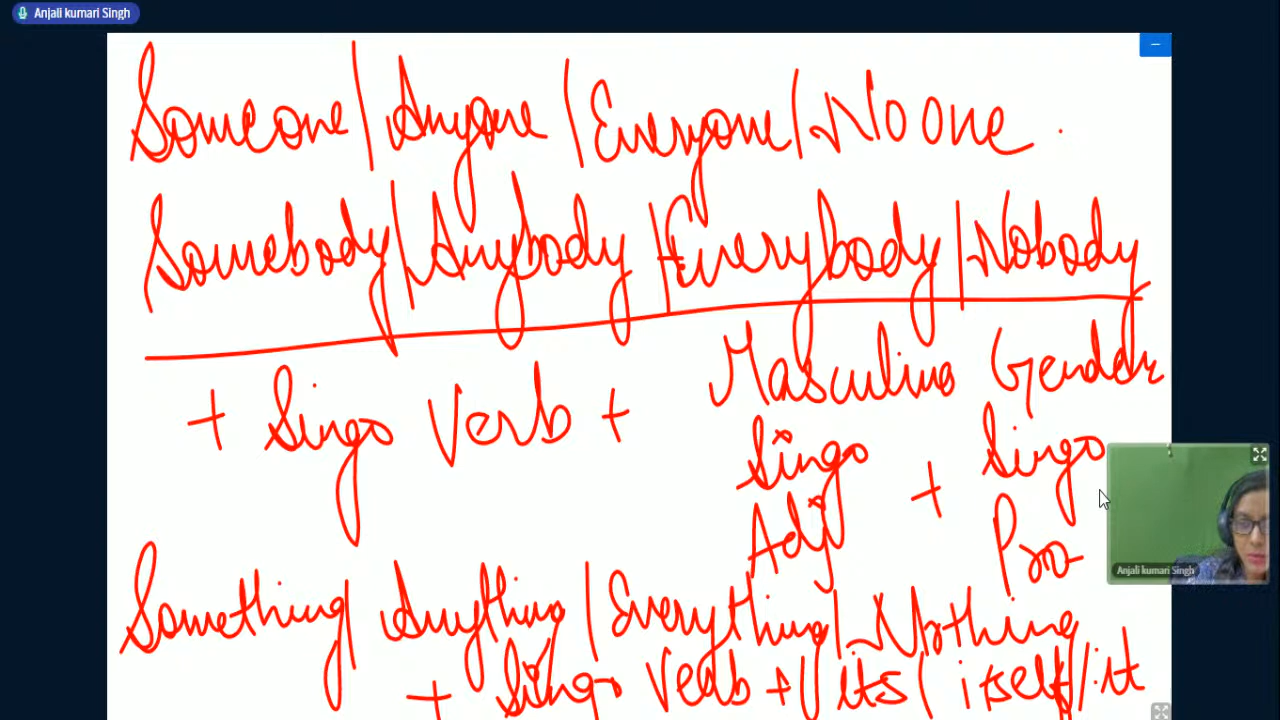 Anjali kumari Singh
Someone / Anyone / Everyone / No one .
Somebody / Anybody / Everybody / Nobody
+ Singo Verb + Masculine Gender
Singo + Singo
Adj Pro
Anjali kumari Singh
Something / Anything / Everything / Nothing
+ Singo Verb + / its / itself / it